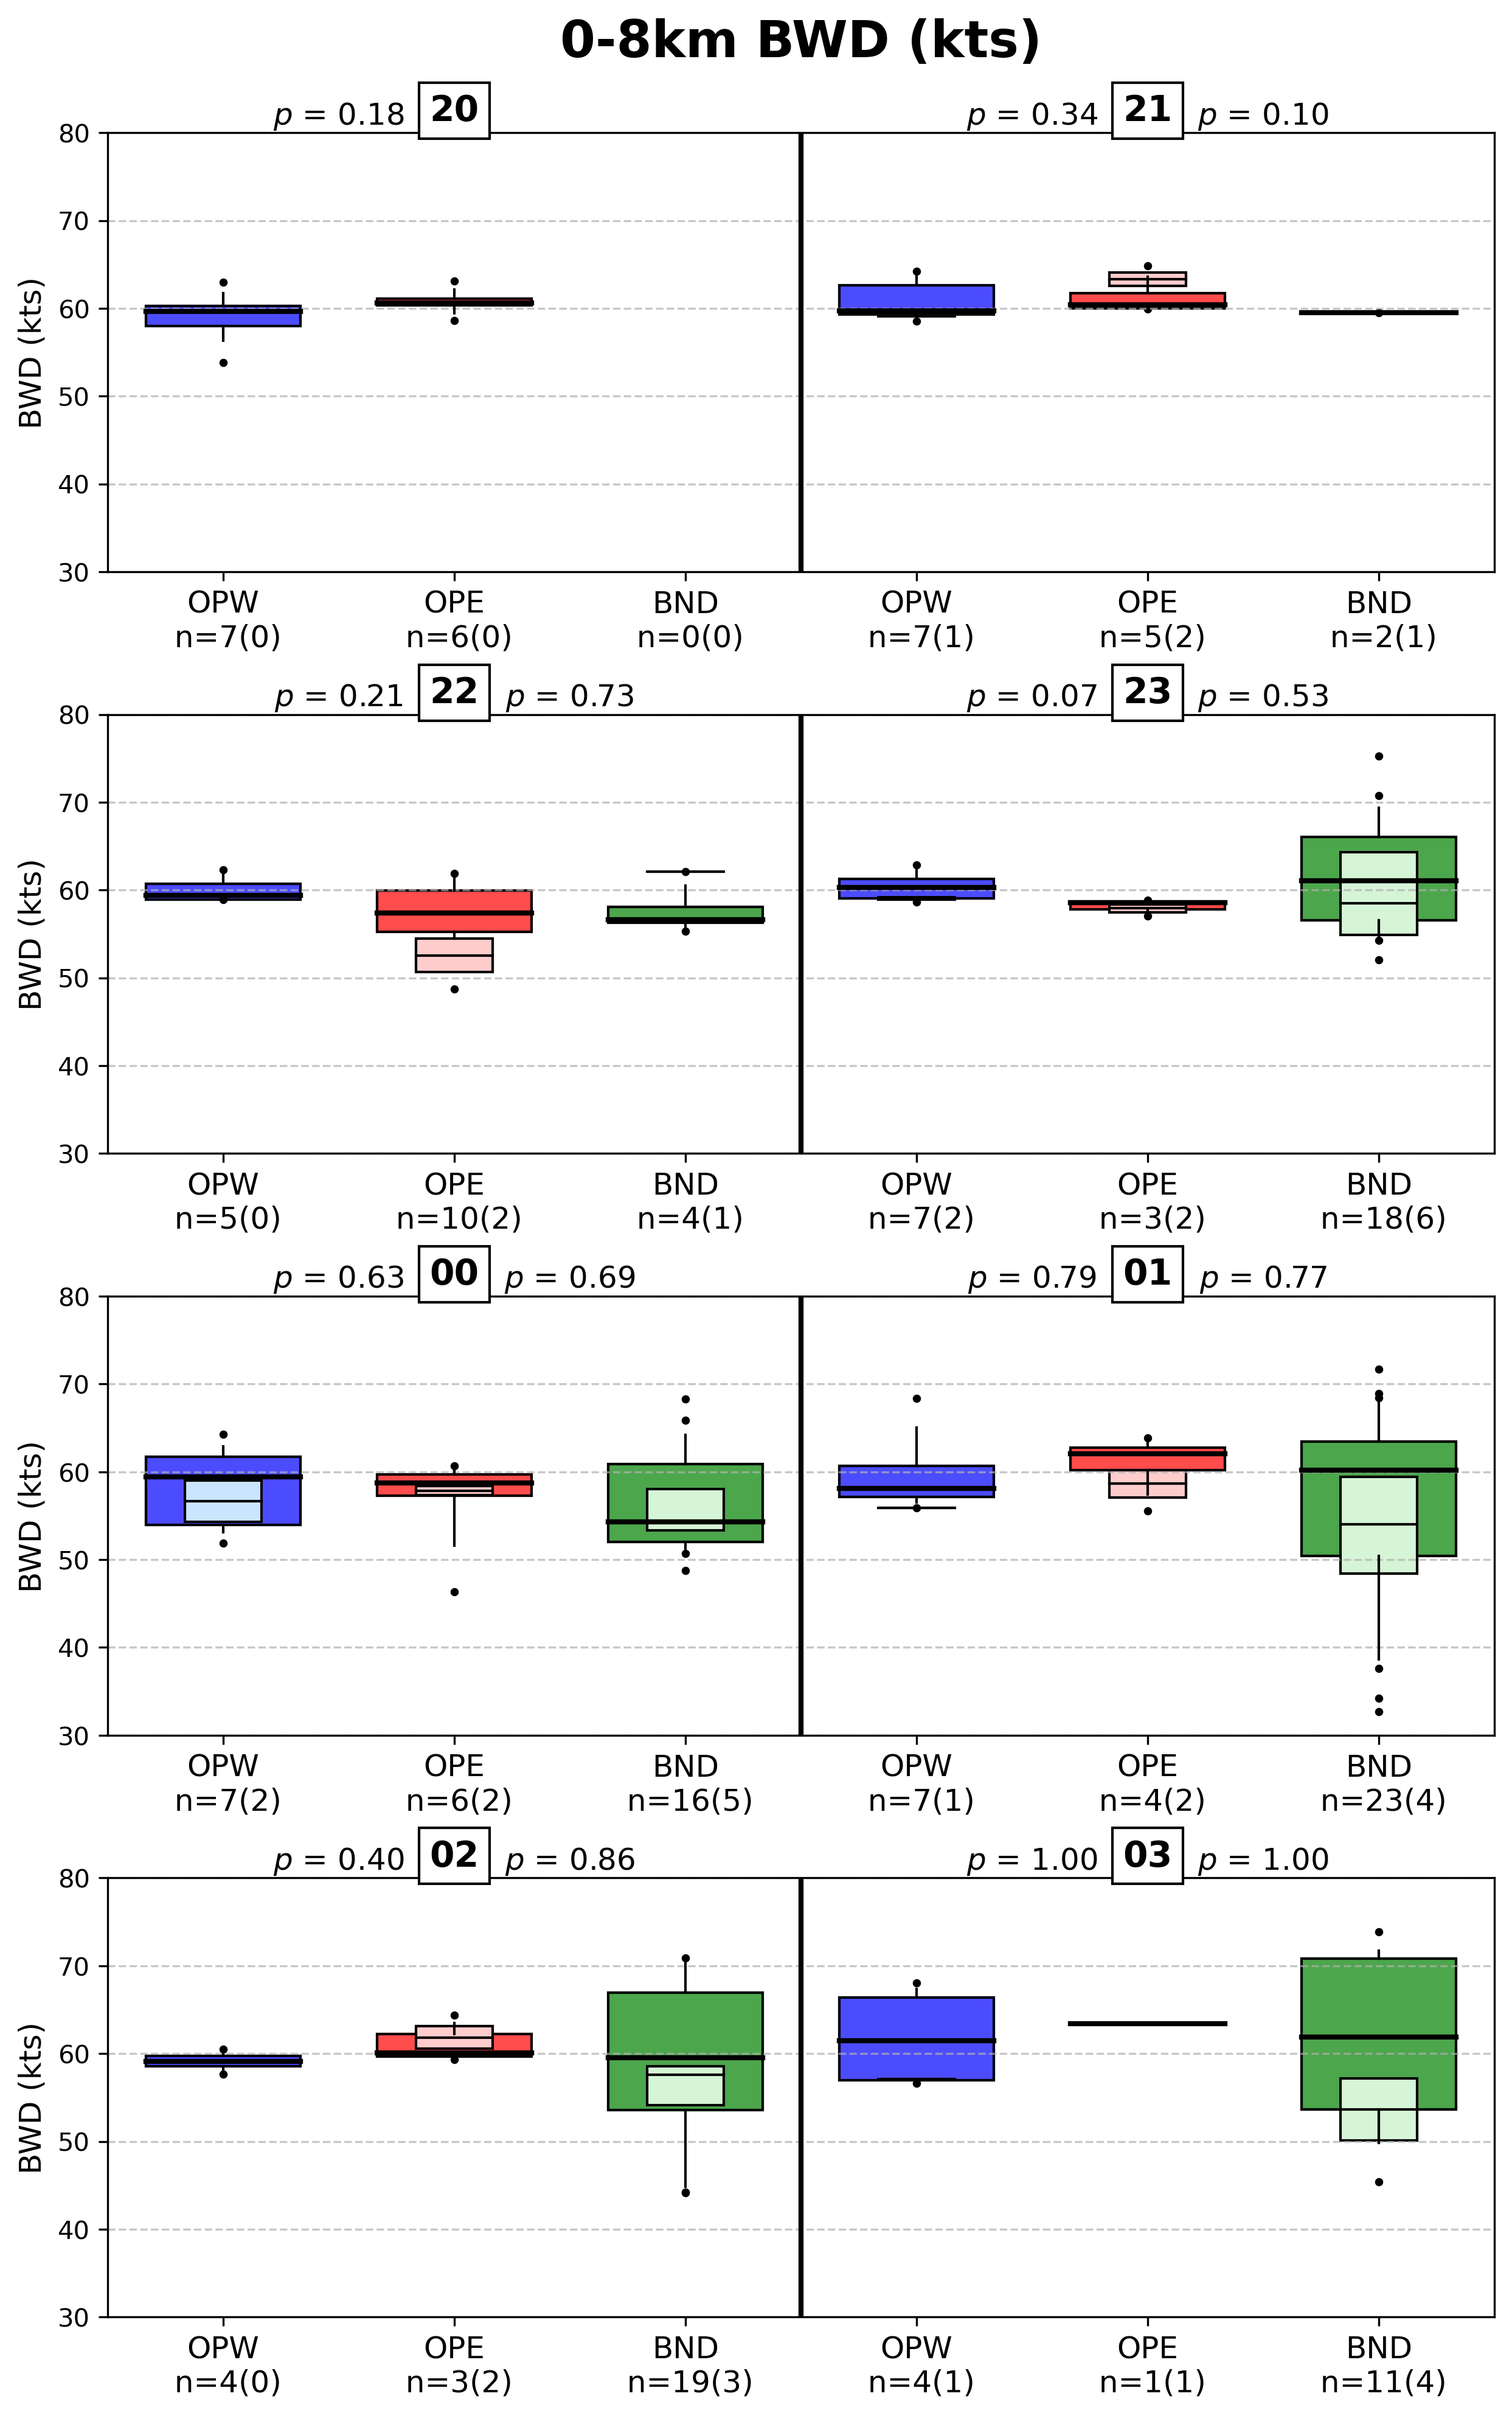 0-8km BWD (kts)
p = 0.18 20
p = 0.34 21 p = 0.10
80
70
60
50
40
30
BWD (kts)
OPW OPE BND OPW OPE BND
n=7(0) n=6(0) n=0(0) n=7(1) n=5(2) n=2(1)
p = 0.21 22 p = 0.73
p = 0.07 23 p = 0.53
80
70
60
50
40
30
BWD (kts)
OPW OPE BND OPW OPE BND
n=5(0) n=10(2) n=4(1) n=7(2) n=3(2) n=18(6)
p = 0.63 00 p = 0.69
p = 0.79 01 p = 0.77
80
70
60
50
40
30
BWD (kts)
OPW OPE BND OPW OPE BND
n=7(2) n=6(2) n=16(5) n=7(1) n=4(2) n=23(4)
p = 0.40 02 p = 0.86
p = 1.00 03 p = 1.00
80
70
60
50
40
30
BWD (kts)
OPW OPE BND OPW OPE BND
n=4(0) n=3(2) n=19(3) n=4(1) n=1(1) n=11(4)